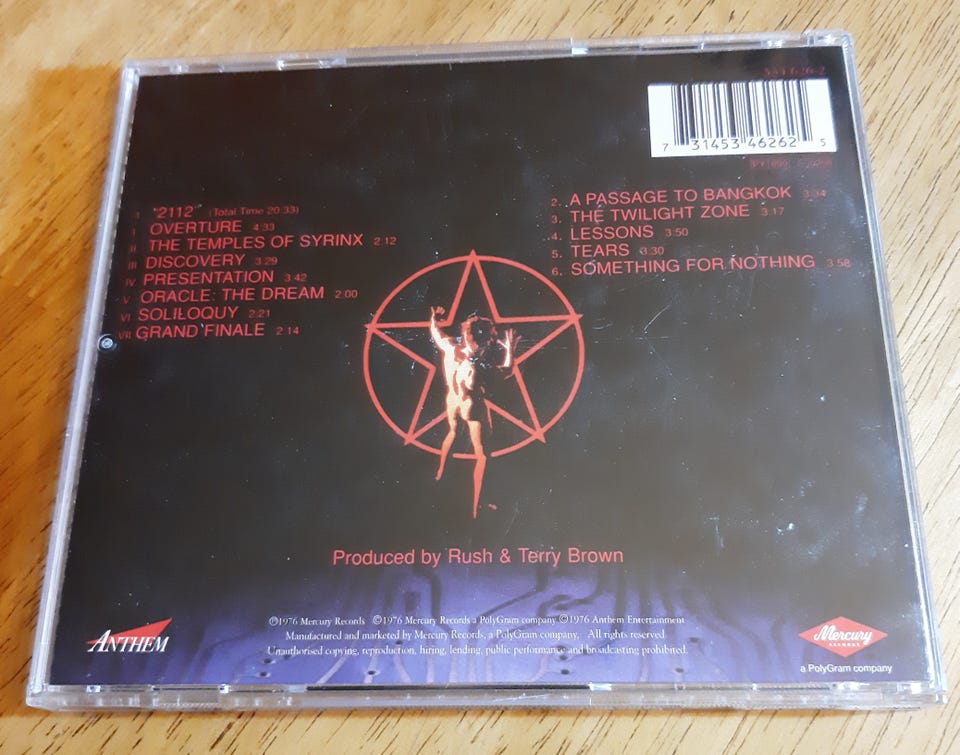 534 626-2
7 31453 46262 5
I "2112" (Total Time 20:33)
I OVERTURE 4:33
II THE TEMPLES OF SYRINX 2:12
III DISCOVERY 3:29
IV PRESENTATION 3:42
V ORACLE: THE DREAM 2:00
VI SOLILOQUY 2:21
VII GRAND FINALE 2:14
2. A PASSAGE TO BANGKOK 3:34
3. THE TWILIGHT ZONE 3:17
4. LESSONS 3:50
5. TEARS 3:30
6. SOMETHING FOR NOTHING 3:58
Produced by Rush & Terry Brown
℗1976 Mercury Records ©1976 Mercury Records a PolyGram company ©1976 Anthem Entertainment
Manufactured and marketed by Mercury Records, a PolyGram company, All rights reserved
Unauthorised copying, reproduction, hiring, lending, public performance and broadcasting prohibited.
ANTHEM
Mercury
RECORDS
a PolyGram company